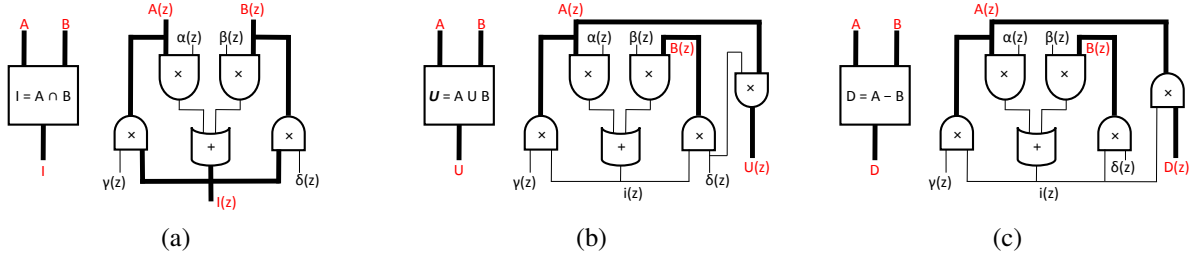 A B
I = A ∩ B
I
A(z) B(z)
α(z) β(z)
× ×
× + ×
γ(z) δ(z)
I(z)
(a)
A B
U = A U B
U
A(z)
α(z) β(z)
B(z)
× × ×
× + ×
γ(z) i(z) δ(z) U(z)
(b)
A B
D = A − B
D
A(z)
α(z) β(z)
B(z)
× × ×
× + ×
γ(z) i(z) δ(z) D(z)
(c)